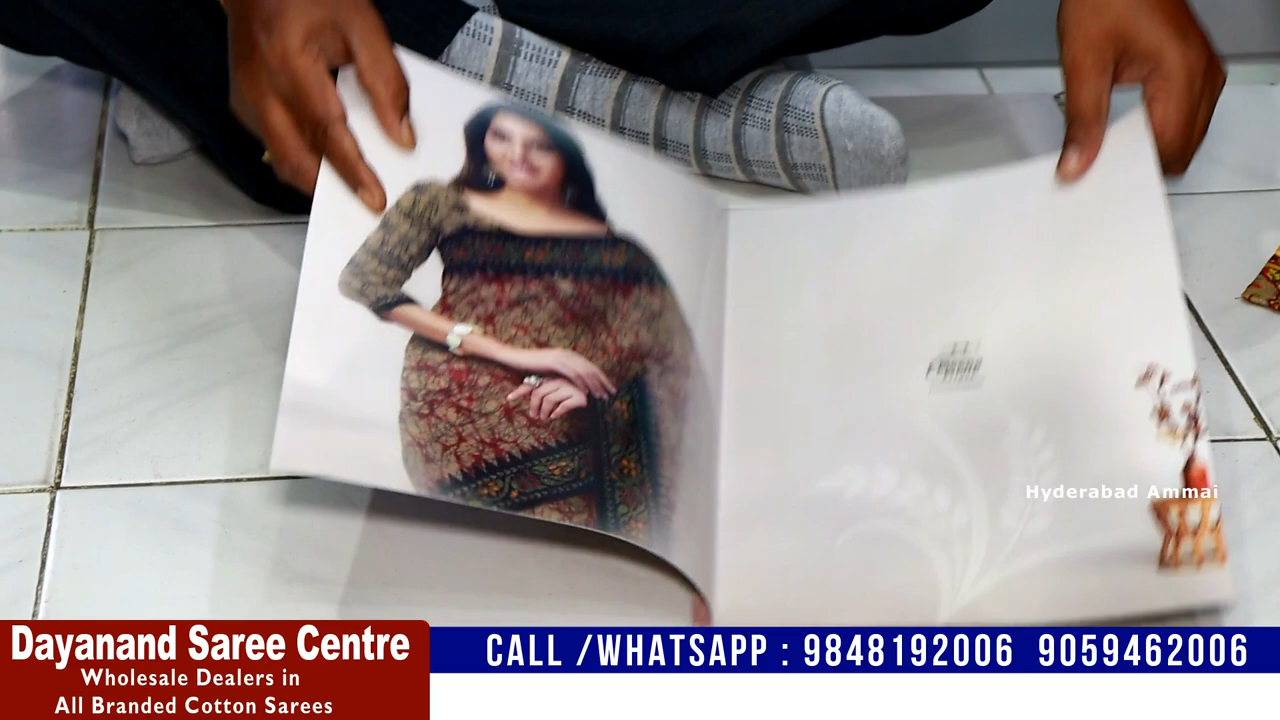 Hyderabad Ammai
Dayanand Saree Centre
Wholesale Dealers in
All Branded Cotton Sarees
CALL /WHATSAPP : 9848192006 9059462006